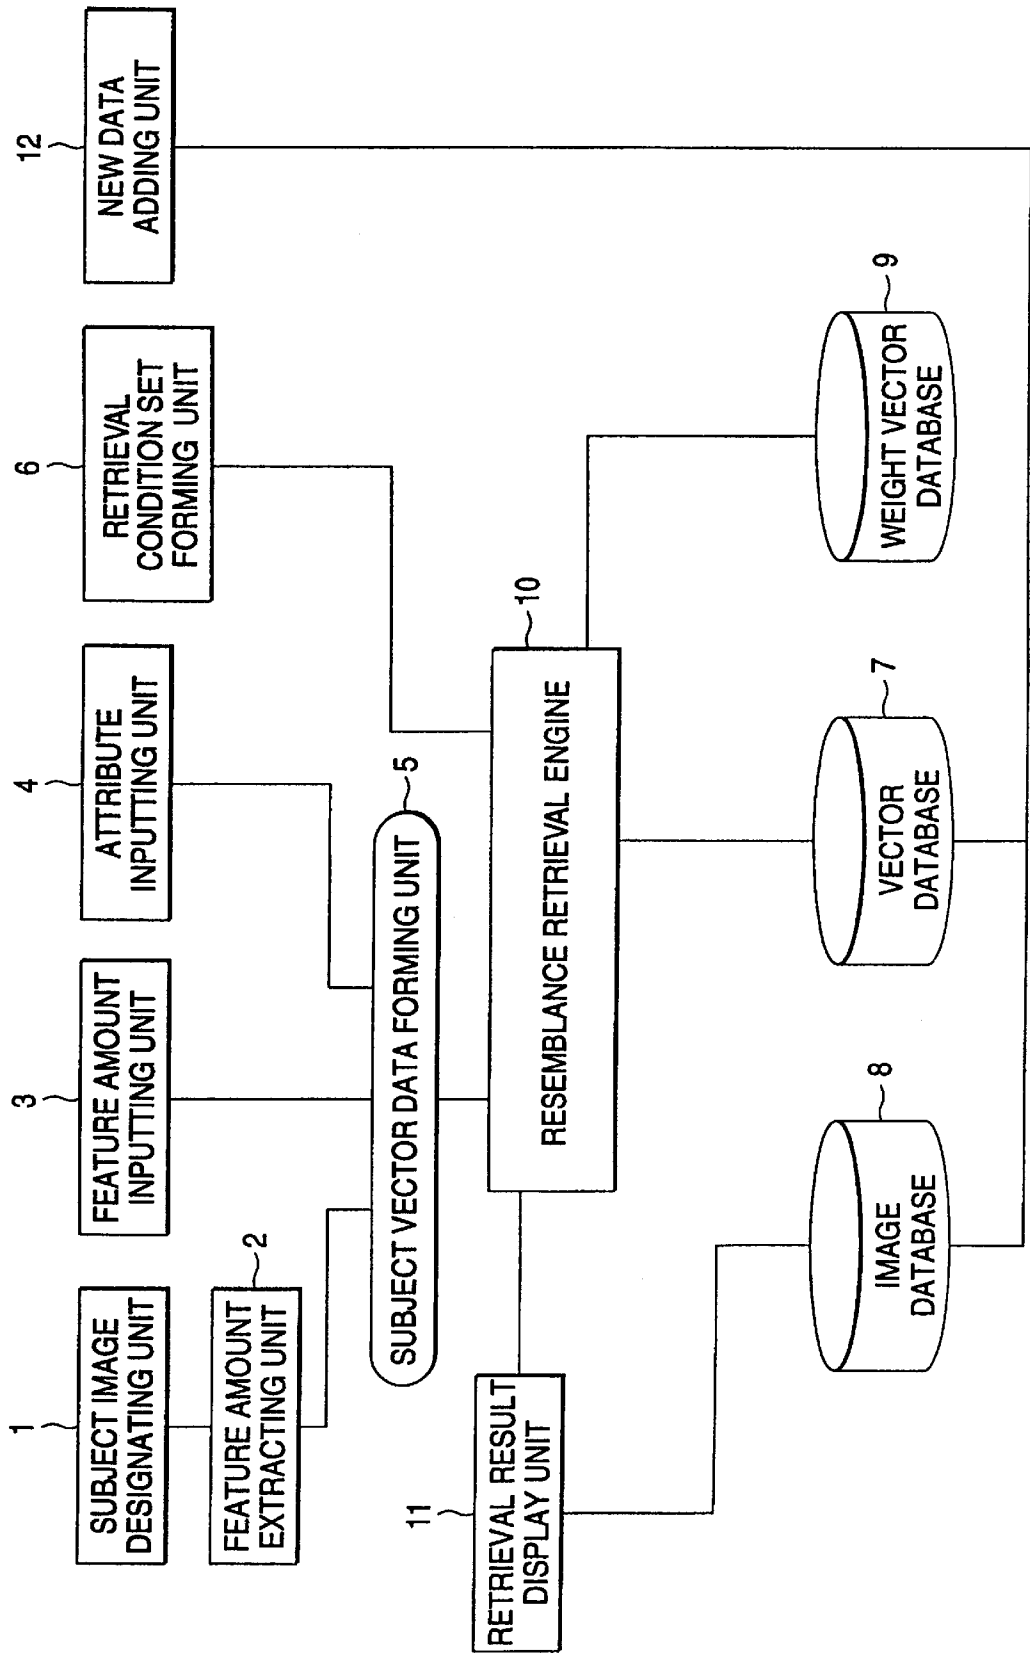 1
SUBJECT IMAGE
DESIGNATING UNIT
2
FEATURE AMOUNT
EXTRACTING UNIT
3
FEATURE AMOUNT
INPUTTING UNIT
4
ATTRIBUTE
INPUTTING UNIT
6
RETRIEVAL
CONDITION SET
FORMING UNIT
12
NEW DATA
ADDING UNIT
5
SUBJECT VECTOR DATA FORMING UNIT
10
RESEMBLANCE RETRIEVAL ENGINE
11
RETRIEVAL RESULT
DISPLAY UNIT
8
IMAGE
DATABASE
7
VECTOR
DATABASE
9
WEIGHT VECTOR
DATABASE